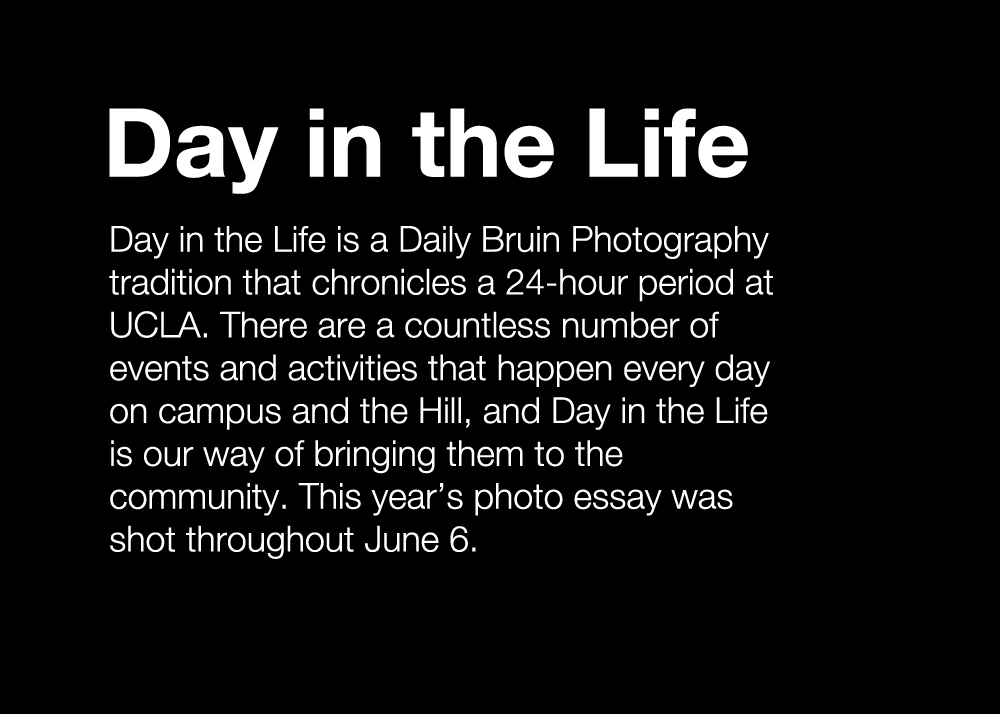 Day in the Life
Day in the Life is a Daily Bruin Photography
tradition that chronicles a 24-hour period at
UCLA. There are a countless number of
events and activities that happen every day
on campus and the Hill, and Day in the Life
is our way of bringing them to the
community. This year’s photo essay was
shot throughout June 6.